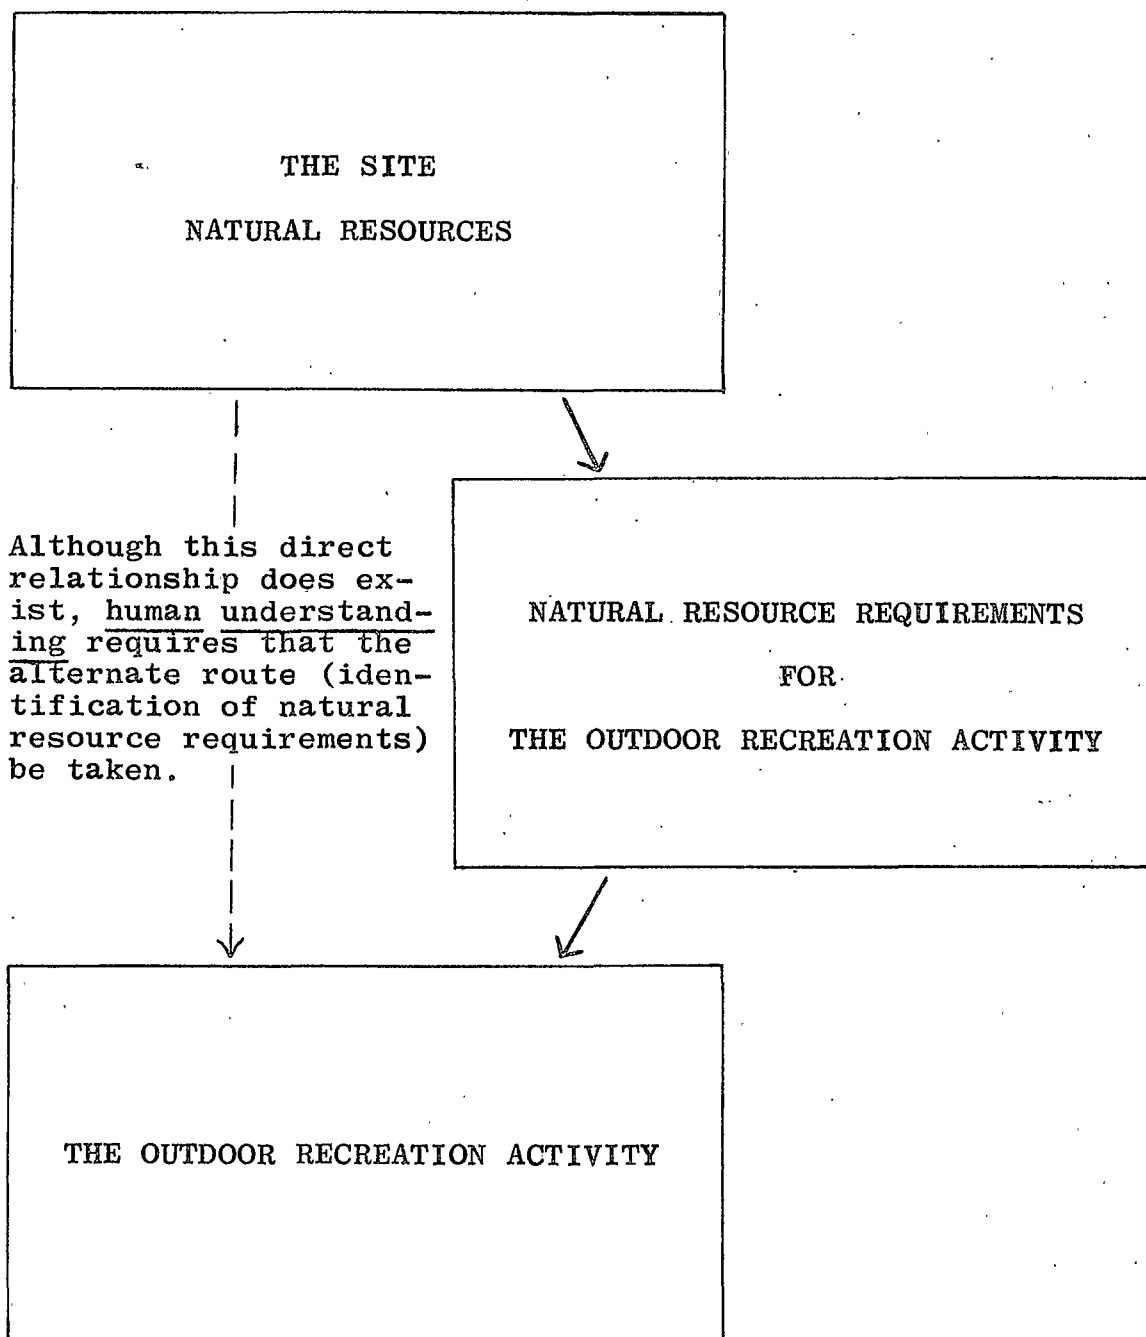 THE SITE
NATURAL RESOURCES
Although this direct
relationship does ex-
ist, human understand-
ing requires that the
alternate route (iden-
tification of natural
resource requirements)
be taken.
NATURAL RESOURCE REQUIREMENTS
FOR
THE OUTDOOR RECREATION ACTIVITY
THE OUTDOOR RECREATION ACTIVITY